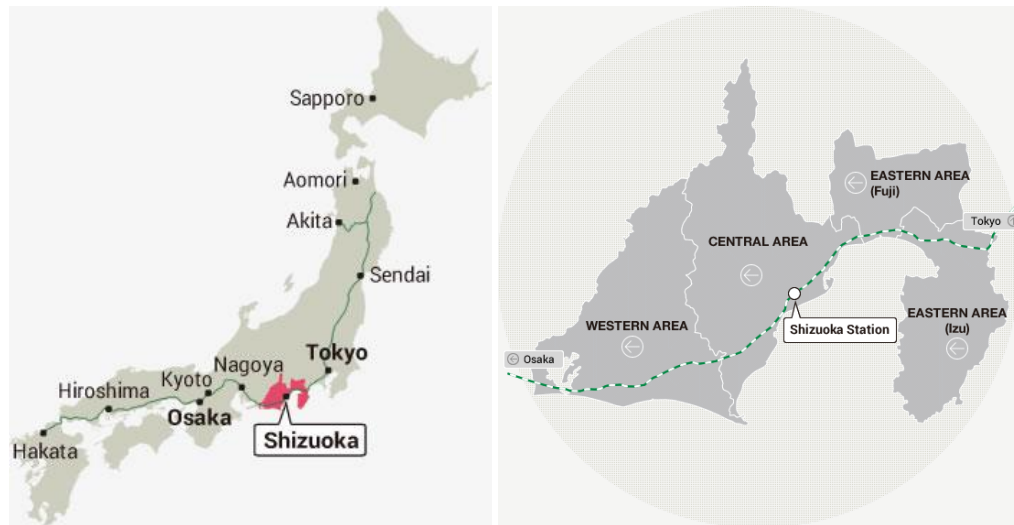 Sapporo
Aomori
Akita
Sendai
Tokyo
Nagoya
Kyoto
Hiroshima
Osaka
Shizuoka
Hakata
EASTERN AREA
(Fuji)
Tokyo
CENTRAL AREA
EASTERN AREA
(Izu)
Shizuoka Station
WESTERN AREA
Osaka